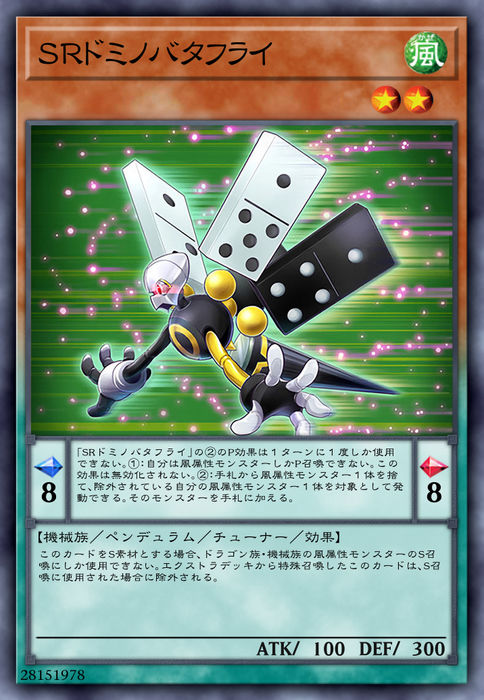 SRドミノバタフライ
かぜ
風
「SRドミノバタフライ」の②のP効果は1ターンに1度しか使用
できない。①:自分は風属性モンスターしかP召喚できない。この
効果は無効化されない。②:手札から風属性モンスター1体を捨
て、除外されている自分の風属性モンスター1体を対象として発
動できる。そのモンスターを手札に加える。
8
8
【機械族/ペンデュラム/チューナー/効果】
このカードをS素材とする場合、ドラゴン族・機械族の風属性モンスターのS召
喚にしか使用できない。エクストラデッキから特殊召喚したこのカードは、S召
喚に使用された場合に除外される。
ATK/ 100 DEF/ 300
28151978